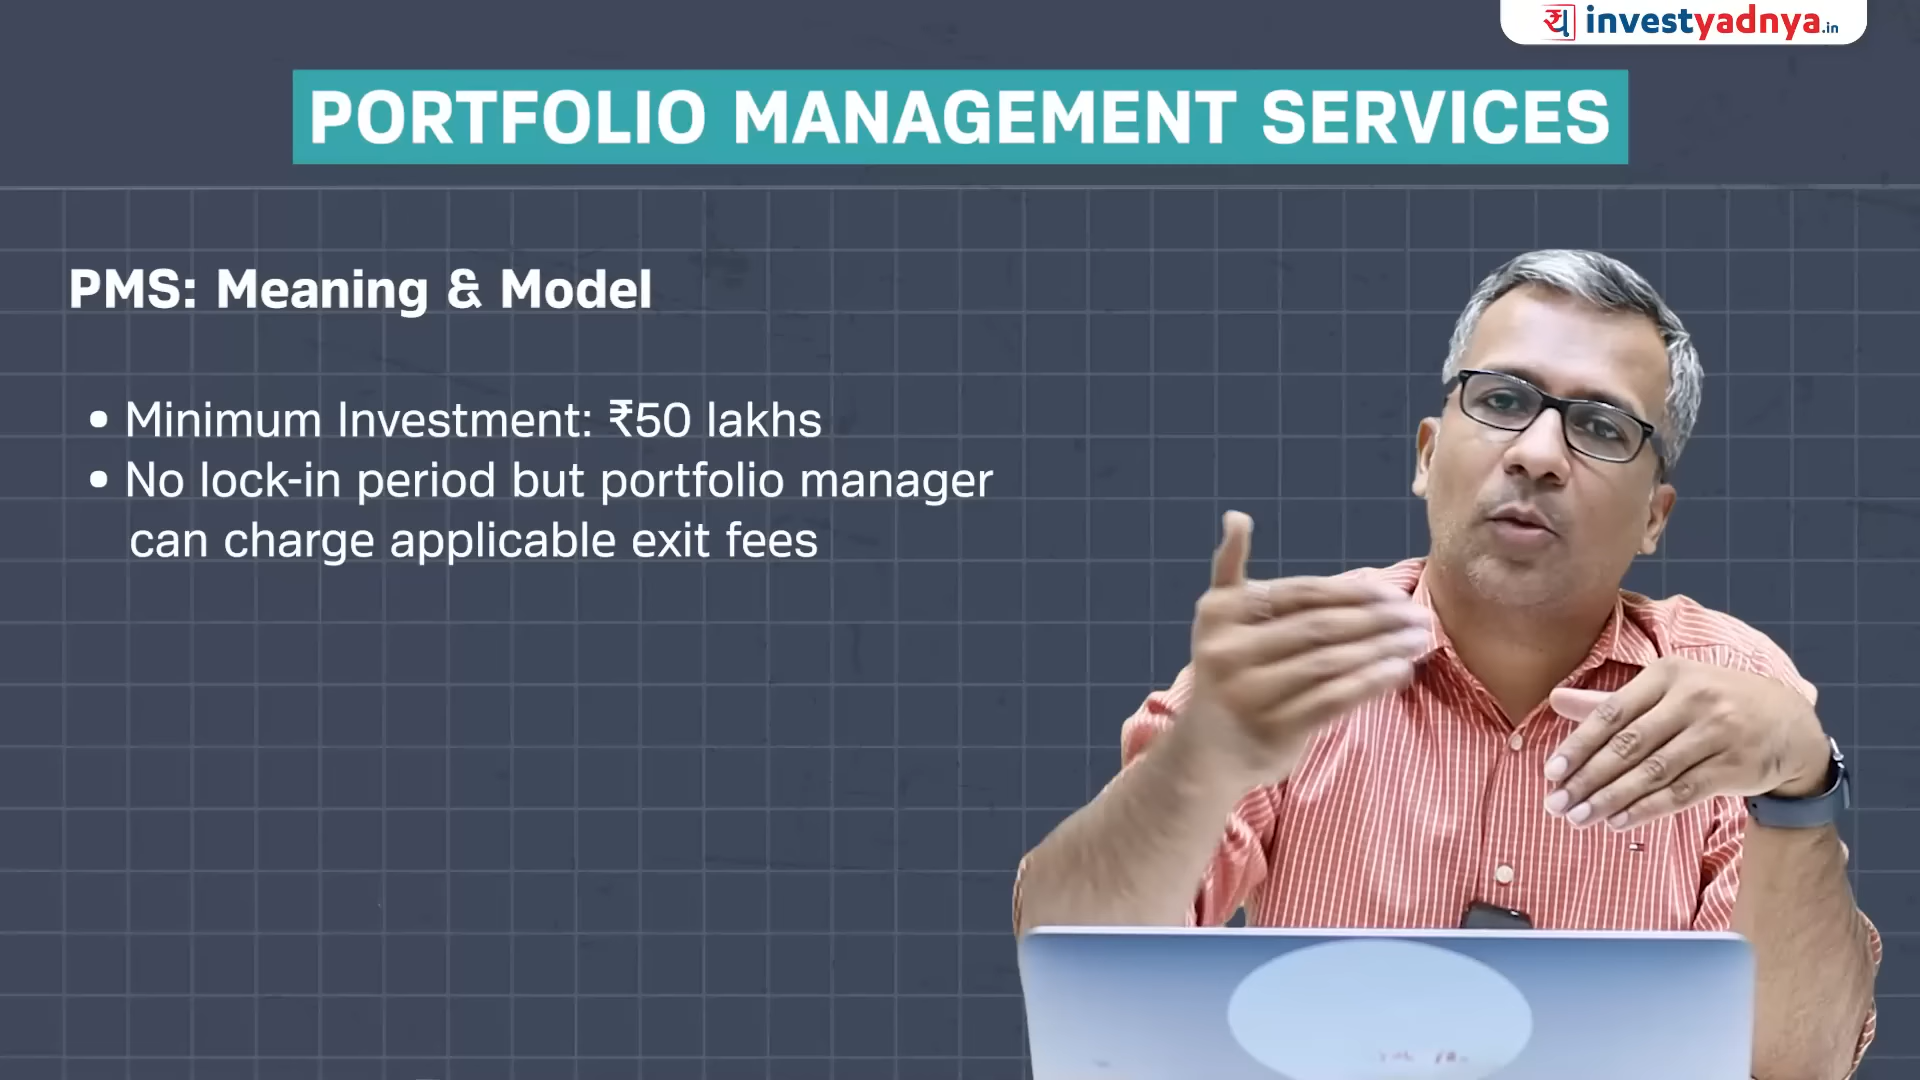 investyadnya.in
PORTFOLIO MANAGEMENT SERVICES
PMS: Meaning & Model
• Minimum Investment: ₹50 lakhs
• No lock-in period but portfolio manager
can charge applicable exit fees